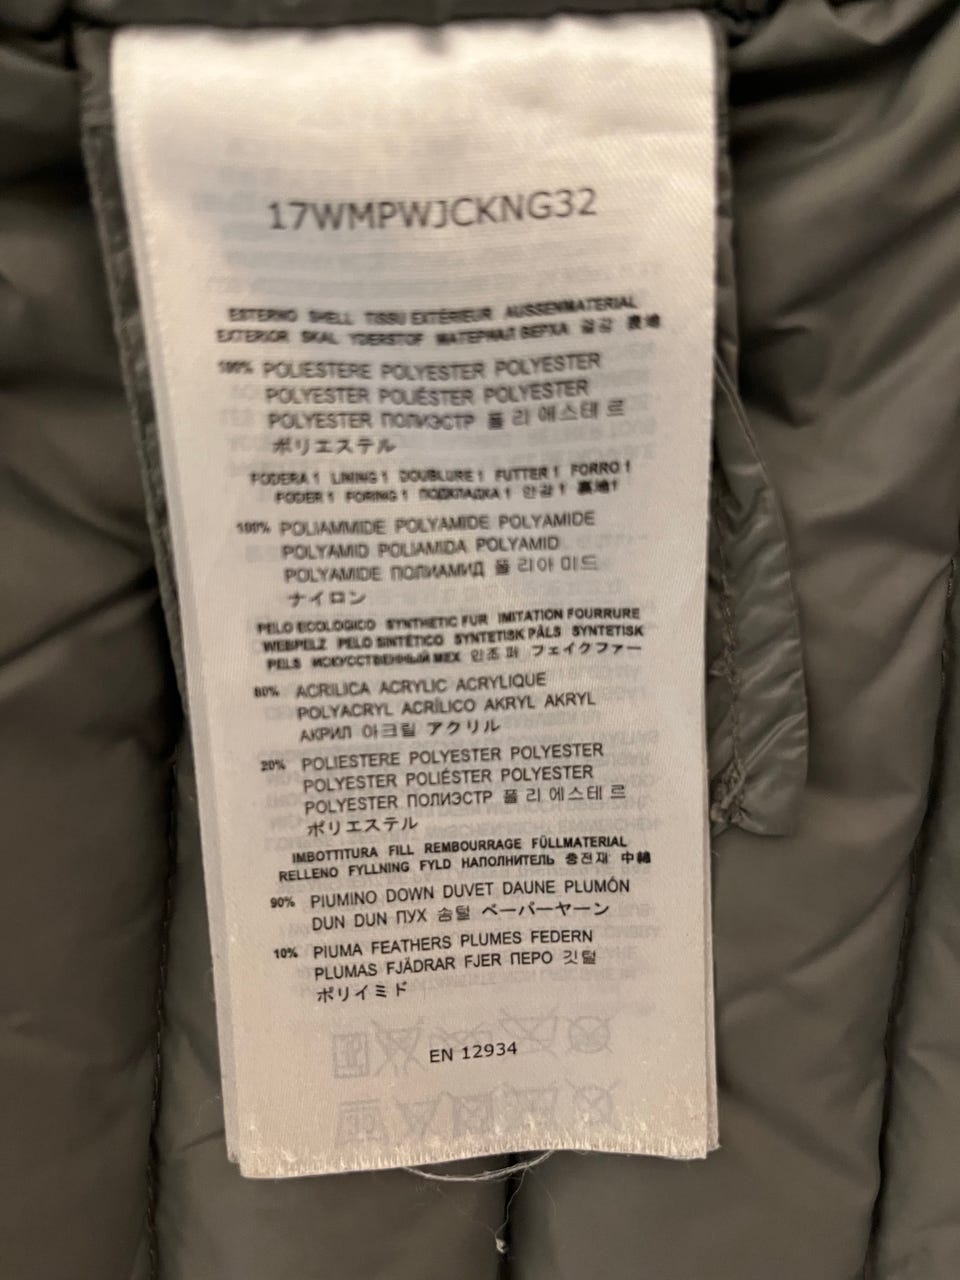 17WMPWJCKNG32
ESTERNO SHELL TISSU EXTÉRIEUR AUSSENMATERIAL
EXTERIOR SKAL YDERSTOF МАТЕРИАЛ ВЕРХА 겉감 表地
100% POLIESTERE POLYESTER POLYESTER
POLYESTER POLIÉSTER POLYESTER
POLYESTER ПОЛИЭСТР 폴 리 에스테 르
ポリエステル
FODERA 1 LINING 1 DOUBLURE 1 FUTTER 1 FORRO 1
FODER 1 FORING 1 ПОДКЛАДКА 1 안감 1 裏地1
100% POLIAMMIDE POLYAMIDE POLYAMIDE
POLYAMID POLIAMIDA POLYAMID
POLYAMIDE ПОЛИАМИД 폴 리아 미드
ナイロン
PELO ECOLOGICO SYNTHETIC FUR IMITATION FOURRURE
WEBPELZ PELO SINTÉTICO SYNTETISK PÄLS SYNTETISK
PELS ИСКУССТВЕННЫЙ МЕХ 인조 퍼 フェイクファー
80% ACRILICA ACRYLIC ACRYLIQUE
POLYACRYL ACRÍLICO AKRYL AKRYL
АКРИЛ 아크릴 アクリル
20% POLIESTERE POLYESTER POLYESTER
POLYESTER POLIÉSTER POLYESTER
POLYESTER ПОЛИЭСТР 폴 리 에스테 르
ポリエステル
IMBOTTITURA FILL REMBOURRAGE FÜLLMATERIAL
RELLENO FYLLNING FYLD НАПОЛНИТЕЛЬ 충전재 中綿
90% PIUMINO DOWN DUVET DAUNE PLUMÓN
DUN DUN ПУХ 솜털 ペーパーヤーン
10% PIUMA FEATHERS PLUMES FEDERN
PLUMAS FJÄDRAR FJER ПЕРО 깃털
ポリイミド
EN 12934